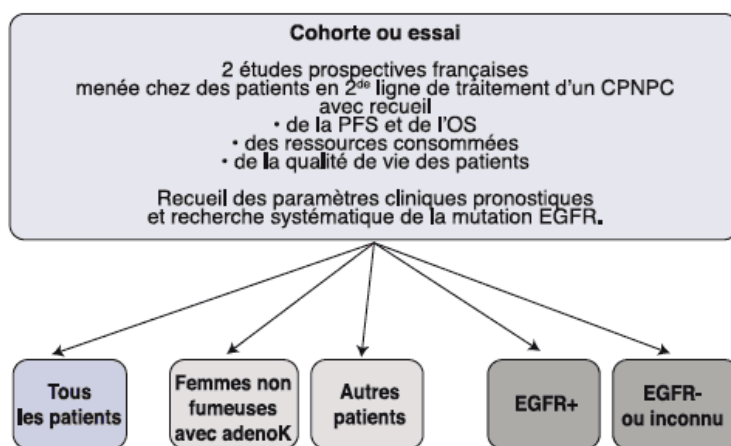 Cohorte ou essai
2 études prospectives françaises
menée chez des patients en 2de ligne de traitement d'un CPNPC
avec recueil
• de la PFS et de l'OS
• des ressources consommées
• de la qualité de vie des patients
Recueil des paramètres cliniques pronostiques
et recherche systématique de la mutation EGFR.
Tous
les patients
Femmes non
fumeuses
avec adenoK
Autres
patients
EGFR+
EGFR-
ou inconnu